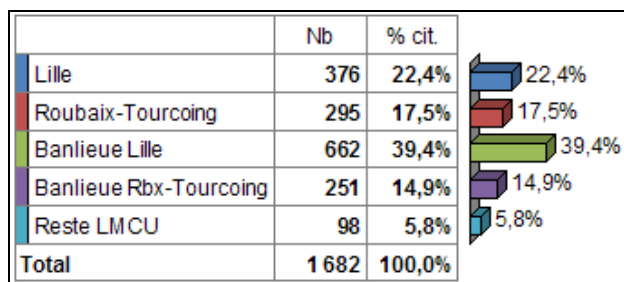 Nb % cit.
Lille 376 22,4% 22,4%
Roubaix-Tourcoing 295 17,5% 17,5%
Banlieue Lille 662 39,4% 39,4%
Banlieue Rbx-Tourcoing 251 14,9% 14,9%
Reste LMCU 98 5,8% 5,8%
Total 1 682 100,0%